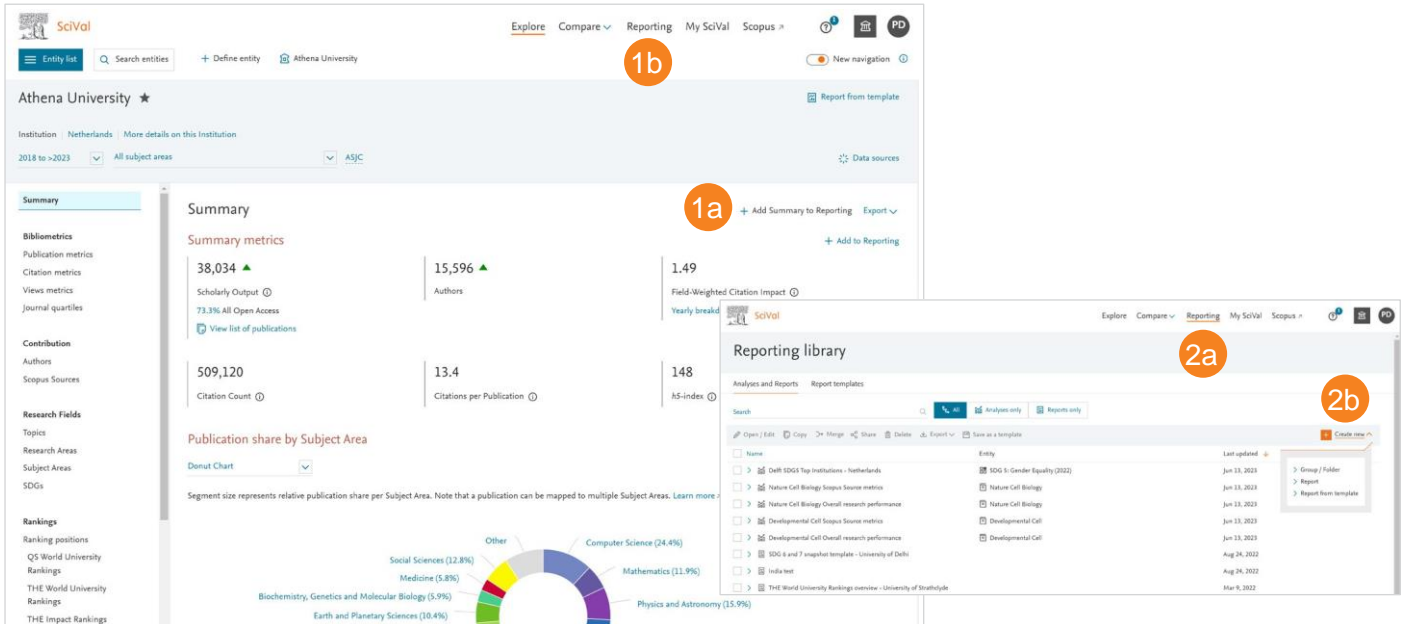 SciVal
Explore Compare Reporting My SciVal Scopus ↗ 1 PD
1b
Entity list Search entities + Define entity Athena University New navigation
Athena University ★ Report from template
Institution Netherlands More details on this Institution
2018 to >2023 All subject areas ASJC Data sources
Summary
Bibliometrics
Publication metrics
Citation metrics
Views metrics
Journal quartiles
Contribution
Authors
Scopus Sources
Research Fields
Topics
Research Areas
Subject Areas
SDGs
Rankings
Ranking positions
QS World University
Rankings
THE World University
Rankings
THE Impact Rankings
Summary 1a + Add Summary to Reporting Export
Summary metrics + Add to Reporting
38,034 ▲
Scholarly Output
73.3% All Open Access
View list of publications
15,596 ▲
Authors
1.49
Field-Weighted Citation Impact
Yearly breakd
509,120
Citation Count
13.4
Citations per Publication
148
h5-index
Publication share by Subject Area
Donut Chart
Segment size represents relative publication share per Subject Area. Note that a publication can be mapped to multiple Subject Areas. Learn more
Other
Computer Science (24.4%)
Social Sciences (12.8%)
Mathematics (11.9%)
Medicine (5.8%)
Biochemistry, Genetics and Molecular Biology (5.9%)
Physics and Astronomy (15.9%)
Earth and Planetary Sciences (10.4%)
SciVal
Explore Compare Reporting My SciVal Scopus ↗ 1 PD
2a
Reporting library
Analyses and Reports Report templates
2b
Search All Analyses only Reports only
Open / Edit Copy Merge Share Delete Export Save as a template + Create new
Name Entity Last updated
Delft SDG5 Top Institutions - Netherlands SDG 5: Gender Equality (2022) Jun 13, 2023
Nature Cell Biology Scopus Source metrics Nature Cell Biology Jun 13, 2023
Nature Cell Biology Overall research performance Nature Cell Biology Jun 13, 2023
Developmental Cell Scopus Source metrics Developmental Cell Jun 13, 2023
Developmental Cell Overall research performance Developmental Cell Jun 13, 2023
SDG 6 and 7 snapshot template - University of Delhi Aug 24, 2022
India test Aug 24, 2022
THE World University Rankings overview - University of Strathclyde Mar 9, 2022
> Group / Folder
> Report
> Report from template